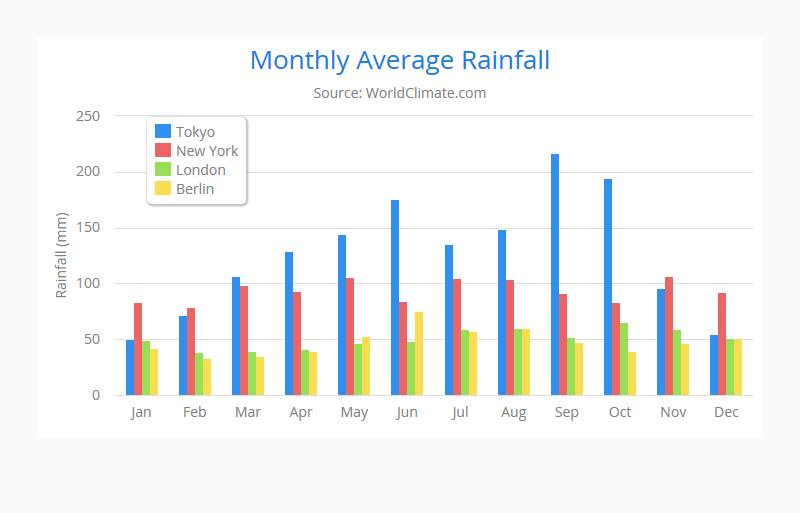 Monthly Average Rainfall
Source: WorldClimate.com
Tokyo
New York
London
Berlin
Rainfall (mm)
250
200
150
100
50
0
Jan Feb Mar Apr May Jun Jul Aug Sep Oct Nov Dec